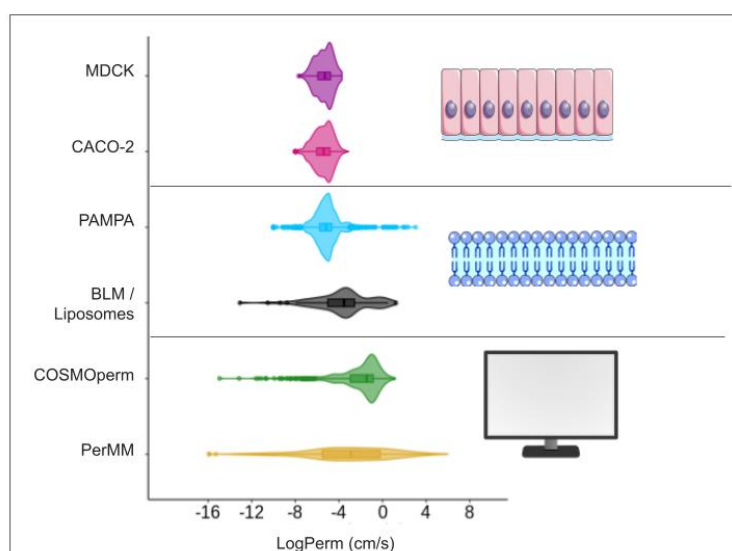 MDCK
CACO-2
PAMPA
BLM /
Liposomes
COSMOperm
PerMM
-16 -12 -8 -4 0 4 8
LogPerm (cm/s)